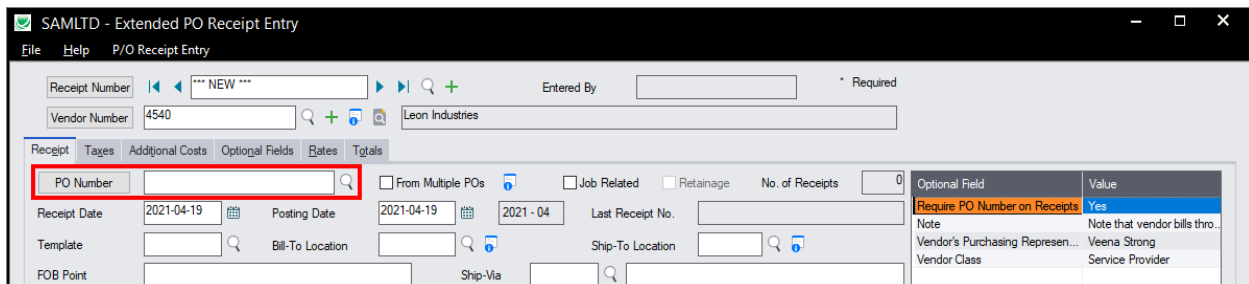 SAMLTD - Extended PO Receipt Entry
File Help P/O Receipt Entry
Receipt Number *** NEW *** Entered By * Required
Vendor Number 4540 Leon Industries
Receipt Taxes Additional Costs Optional Fields Rates Totals
PO Number From Multiple POs Job Related Retainage No. of Receipts 0 Optional Field Value
Receipt Date 2021-04-19 Posting Date 2021-04-19 2021 - 04 Last Receipt No. Require PO Number on Receipts Yes
Note Note that vendor bills thro...
Template Bill-To Location Ship-To Location Vendor's Purchasing Represen... Veena Strong
Vendor Class Service Provider
FOB Point Ship-Via